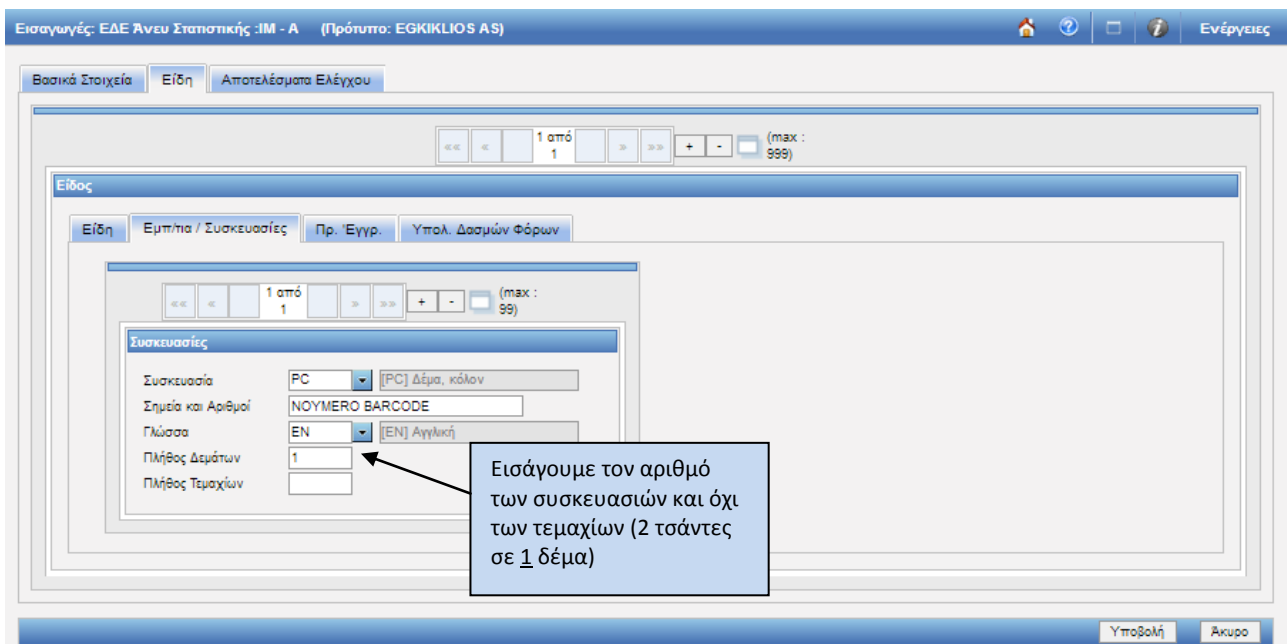 Εισαγωγές: ΕΔΕ Άνευ Στατιστικής :IM - A (Πρότυπο: EGKIKLIOS AS) Ενέργειες
Βασικά Στοιχεία Είδη Αποτελέσματα Ελέγχου
«« « 1 από 1 » »» + - (max : 999)
Είδος
Είδη Εμπ/τια / Συσκευασίες Πρ. Έγγρ. Υπολ. Δασμών Φόρων
«« « 1 από 1 » »» + - (max : 99)
Συσκευασίες
Συσκευασία PC [PC] Δέμα, κόλον
Σημεία και Αριθμοί NOYMERO BARCODE
Γλώσσα EN [EN] Αγγλική
Πλήθος Δεμάτων 1
Πλήθος Τεμαχίων
Εισάγουμε τον αριθμό
των συσκευασιών και όχι
των τεμαχίων (2 τσάντες
σε 1 δέμα)
Υποβολή Άκυρο